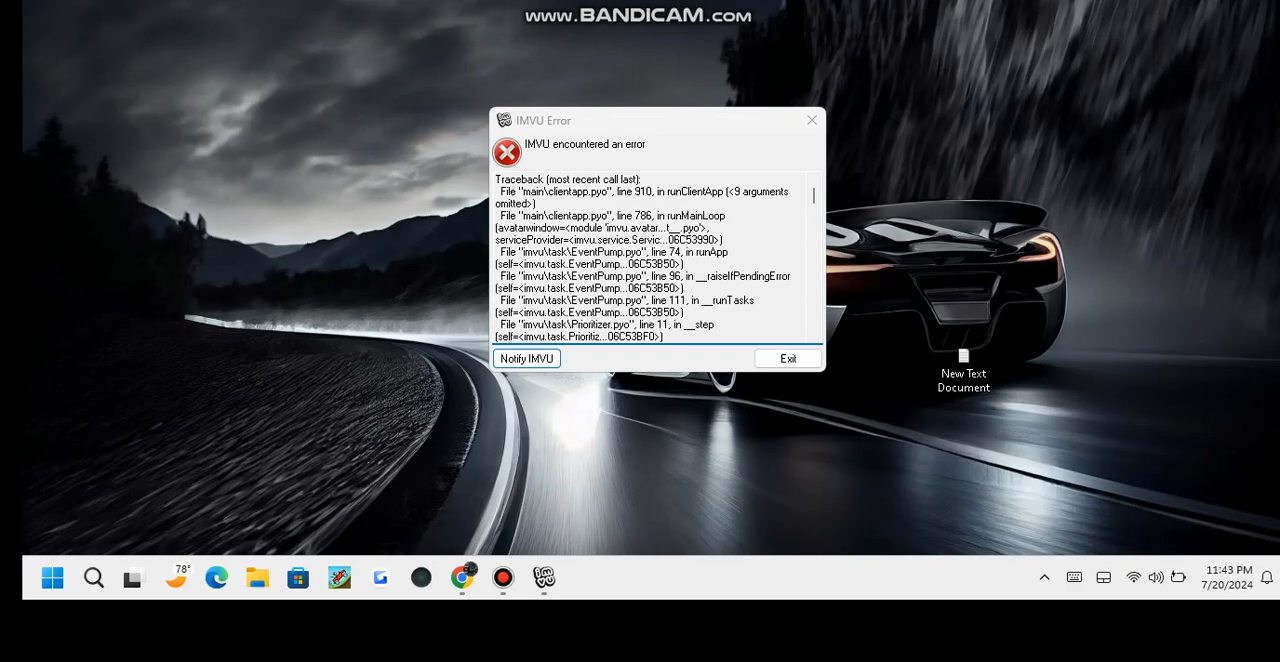 www.BANDICAM.com
IMVU Error
IMVU encountered an error
Traceback (most recent call last):
File "main\clientapp.pyo", line 910, in runClientApp (<9 arguments
omitted>)
File "main\clientapp.pyo", line 786, in runMainLoop
(avatarwindow=<module 'imvu.avatar...t__.pyo'>,
serviceProvider=<imvu.service.Servic...06C53990>)
File "imvu\task\EventPump.pyo", line 74, in runApp
(self=<imvu.task.EventPump...06C53B50>)
File "imvu\task\EventPump.pyo", line 96, in __raiseIfPendingError
(self=<imvu.task.EventPump...06C53B50>)
File "imvu\task\EventPump.pyo", line 111, in __runTasks
(self=<imvu.task.EventPump...06C53B50>)
File "imvu\task\Prioritizer.pyo", line 11, in __step
(self=<imvu.task.Prioritiz...06C53BF0>)
Notify IMVU
Exit
New Text
Document
78°
11:43 PM
7/20/2024